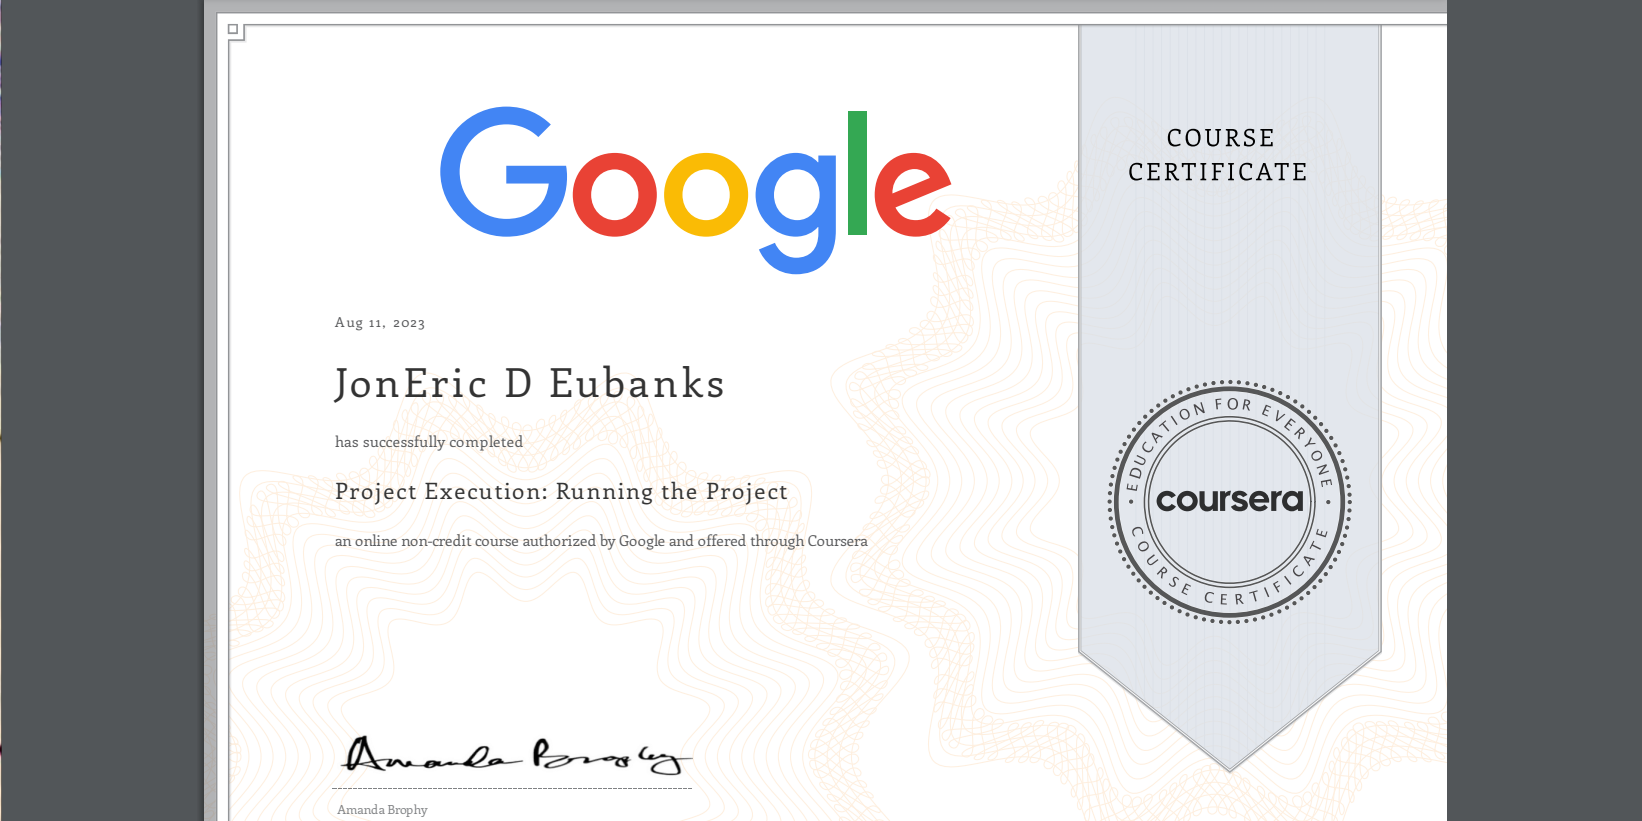 Google
COURSE
CERTIFICATE
Aug 11, 2023
JonEric D Eubanks
has successfully completed
Project Execution: Running the Project
an online non-credit course authorized by Google and offered through Coursera
EDUCATION FOR EVERYONE
coursera
COURSE CERTIFICATE
Amanda Brophy
Amanda Brophy